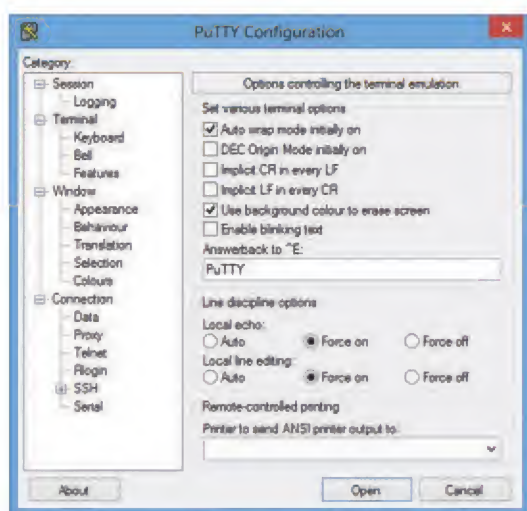 PuTTY Configuration
Category:
Session
Logging
Terminal
Keyboard
Bell
Features
Window
Appearance
Behaviour
Translation
Selection
Colours
Connection
Data
Proxy
Telnet
Rlogin
SSH
Serial
Options controlling the terminal emulation
Set various terminal options
Auto wrap mode initially on
DEC Origin Mode initially on
Implicit CR in every LF
Implicit LF in every CR
Use background colour to erase screen
Enable blinking text
Answerback to ^E:
PuTTY
Line discipline options
Local echo:
Auto Force on Force off
Local line editing:
Auto Force on Force off
Remote-controlled printing
Printer to send ANSI printer output to:
About Open Cancel